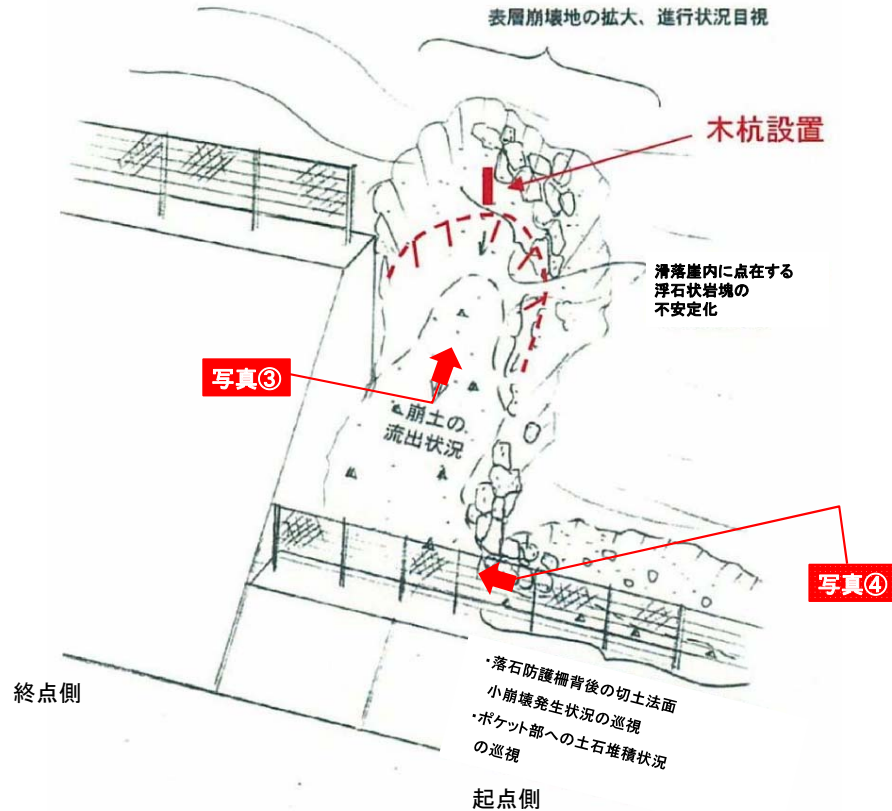 表層崩壊地の拡大、進行状況目視
木杭設置
滑落崖内に点在する
浮石状岩塊の
不安定化
写真③
崩土の
流出状況
写真④
・落石防護柵背後の切土法面
小崩壊発生状況の巡視
・ポケット部への土石堆積状況
の巡視
終点側
起点側